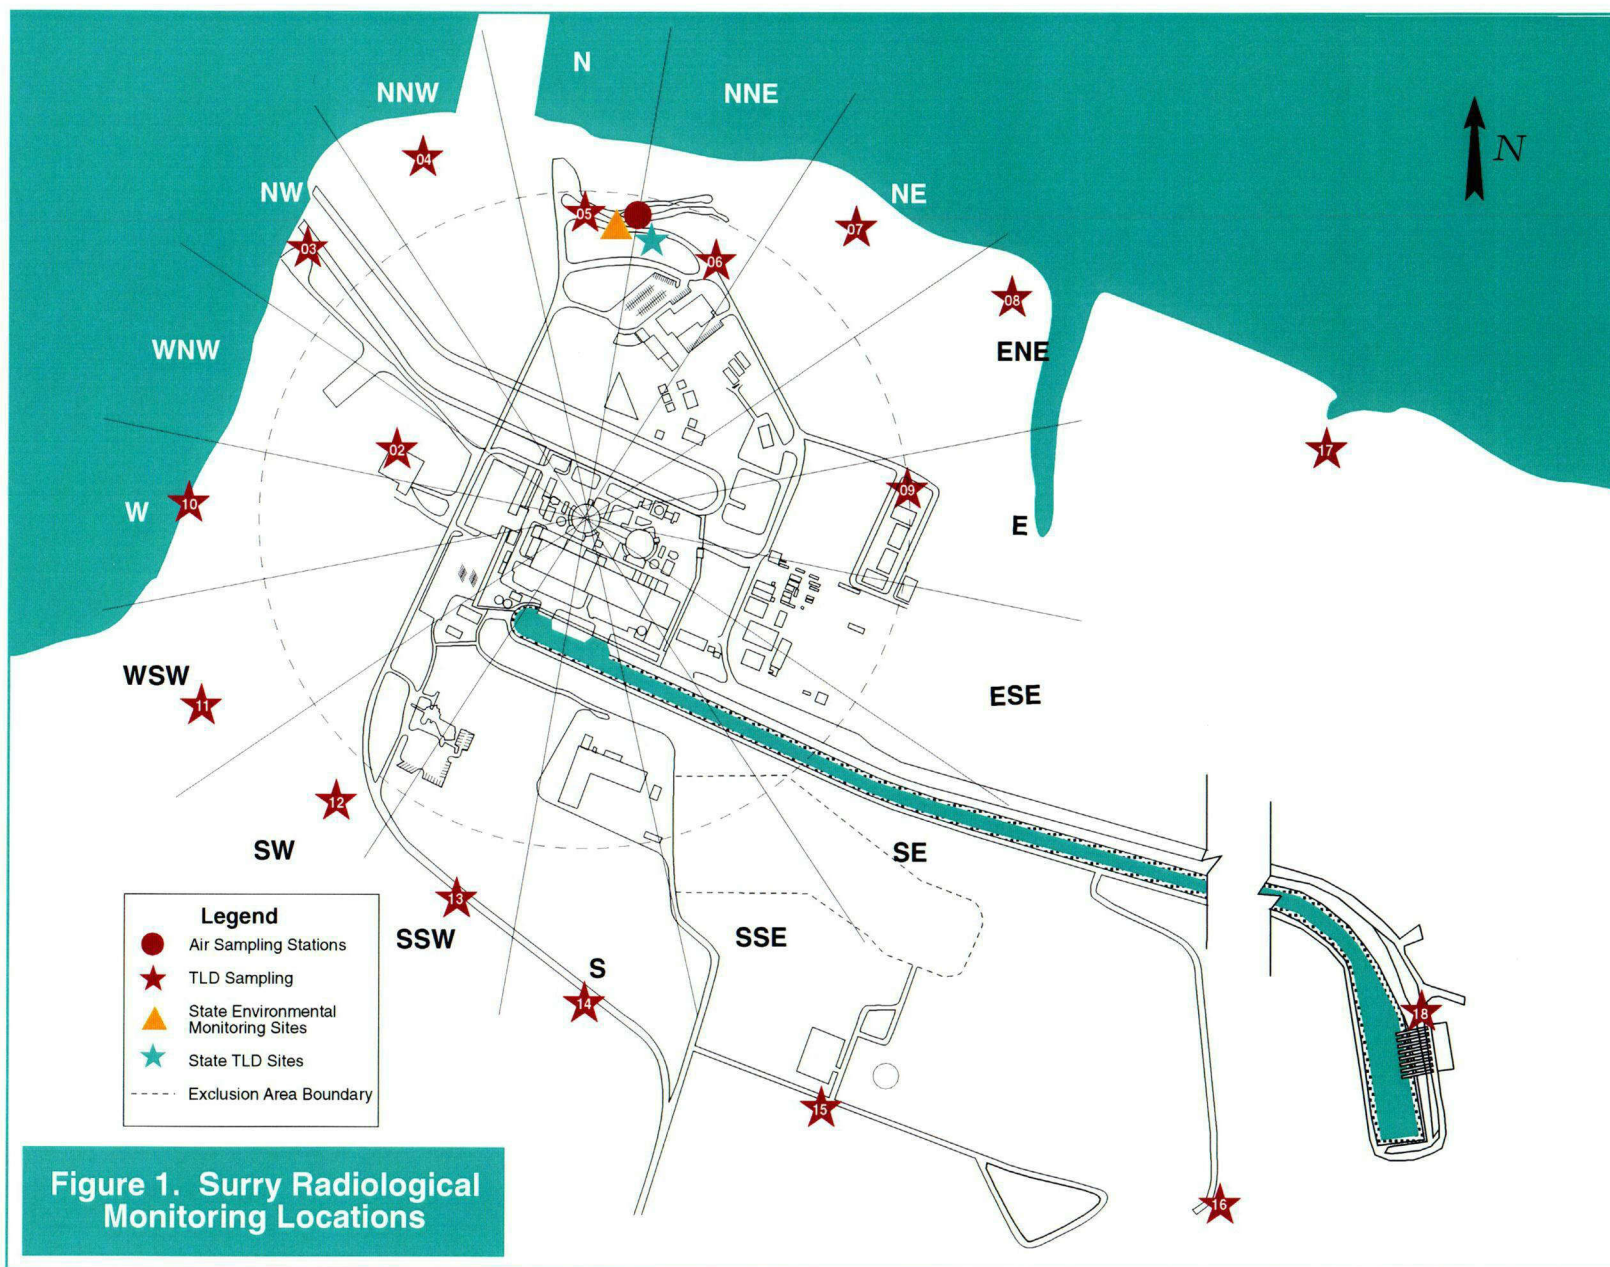 N
NNW
NNE
N
04
NW
NE
05
07
03
06
08
WNW
ENE
02
17
09
10
W
E
WSW
ESE
11
12
SW
SE
13
SSW
SSE
S
14
18
15
16
Legend
Air Sampling Stations
TLD Sampling
State Environmental
Monitoring Sites
State TLD Sites
Exclusion Area Boundary
Figure 1. Surry Radiological
Monitoring Locations